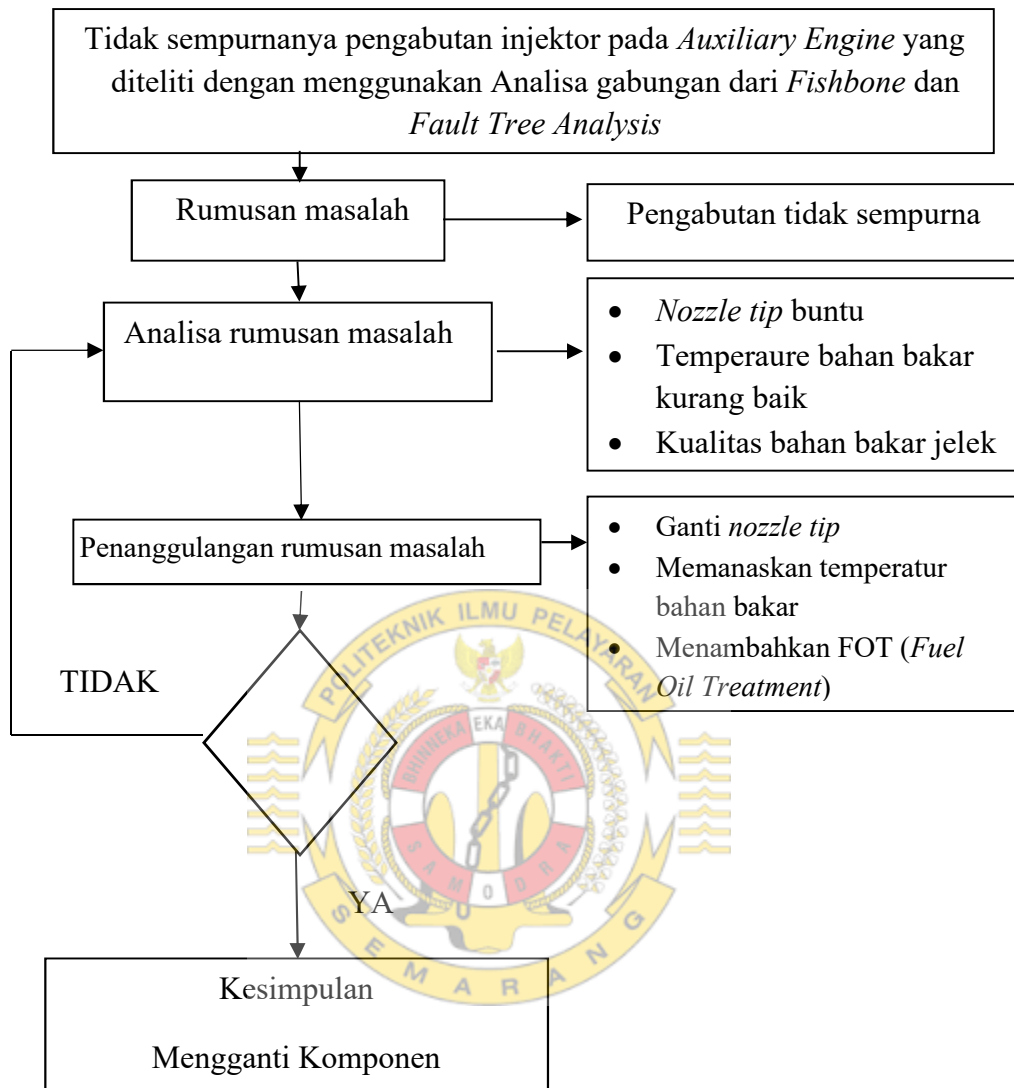 Tidak sempurnanya pengabutan injektor pada Auxiliary Engine yang
diteliti dengan menggunakan Analisa gabungan dari Fishbone dan
Fault Tree Analysis
Rumusan masalah
Pengabutan tidak sempurna
Analisa rumusan masalah
• Nozzle tip buntu
• Temperaure bahan bakar
kurang baik
• Kualitas bahan bakar jelek
Penanggulangan rumusan masalah
• Ganti nozzle tip
• Memanaskan temperatur
bahan bakar
• Menambahkan FOT (Fuel
Oil Treatment)
TIDAK
YA
Kesimpulan
Mengganti Komponen
POLITEKNIK ILMU PELAYARAN
BHINNEKA EKA BHAKTI
SAMODRA
SEMARANG